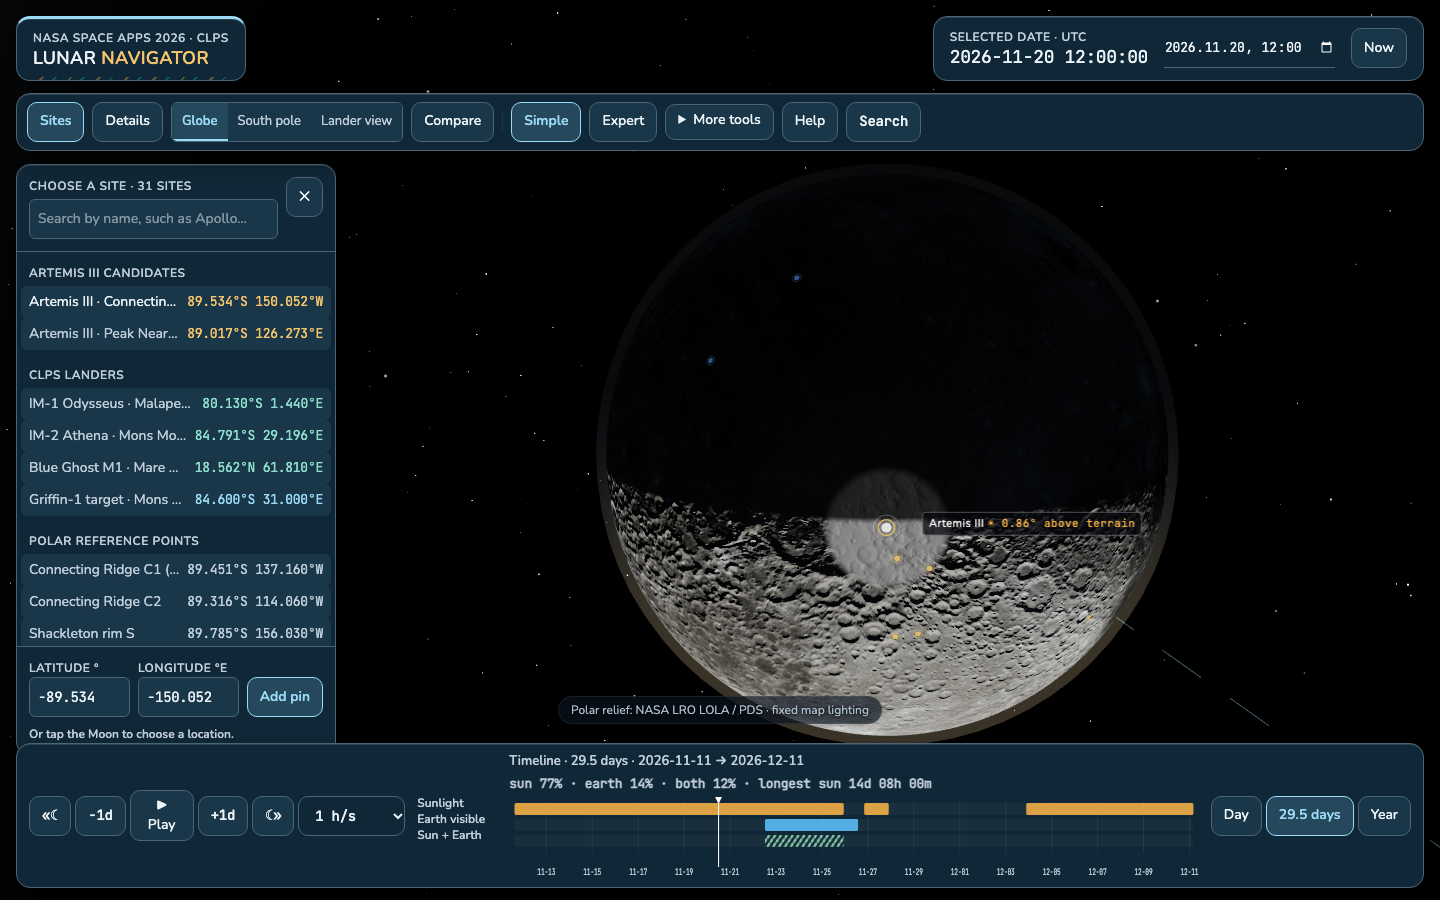 NASA SPACE APPS 2026 · CLPS
LUNAR NAVIGATOR
SELECTED DATE · UTC
2026-11-20 12:00:00
2026.11.20, 12:00
Now
Sites
Details
Globe
South pole
Lander view
Compare
Simple
Expert
▶ More tools
Help
Search
CHOOSE A SITE · 31 SITES
Search by name, such as Apollo...
×
ARTEMIS III CANDIDATES
Artemis III · Connectin... 89.534°S 150.052°W
Artemis III · Peak Near... 89.017°S 126.273°E
CLPS LANDERS
IM-1 Odysseus · Malape... 80.130°S 1.440°E
IM-2 Athena · Mons Mo... 84.791°S 29.196°E
Blue Ghost M1 · Mare ... 18.562°N 61.810°E
Griffin-1 target · Mons ... 84.600°S 31.000°E
POLAR REFERENCE POINTS
Connecting Ridge C1 (... 89.451°S 137.160°W
Connecting Ridge C2 89.316°S 114.060°W
Shackleton rim S 89.785°S 156.030°W
LATITUDE °
LONGITUDE °E
-89.534
-150.052
Add pin
Or tap the Moon to choose a location.
Artemis III ☀ 0.86° above terrain
Polar relief: NASA LRO LOLA / PDS · fixed map lighting
Timeline · 29.5 days · 2026-11-11 → 2026-12-11
sun 77% · earth 14% · both 12% · longest sun 14d 08h 00m
«☾
-1d
▶ Play
+1d
☾»
1 h/s
Sunlight
Earth visible
Sun + Earth
11-13 11-15 11-17 11-19 11-21 11-23 11-25 11-27 11-29 12-01 12-03 12-05 12-07 12-09 12-11
Day
29.5 days
Year